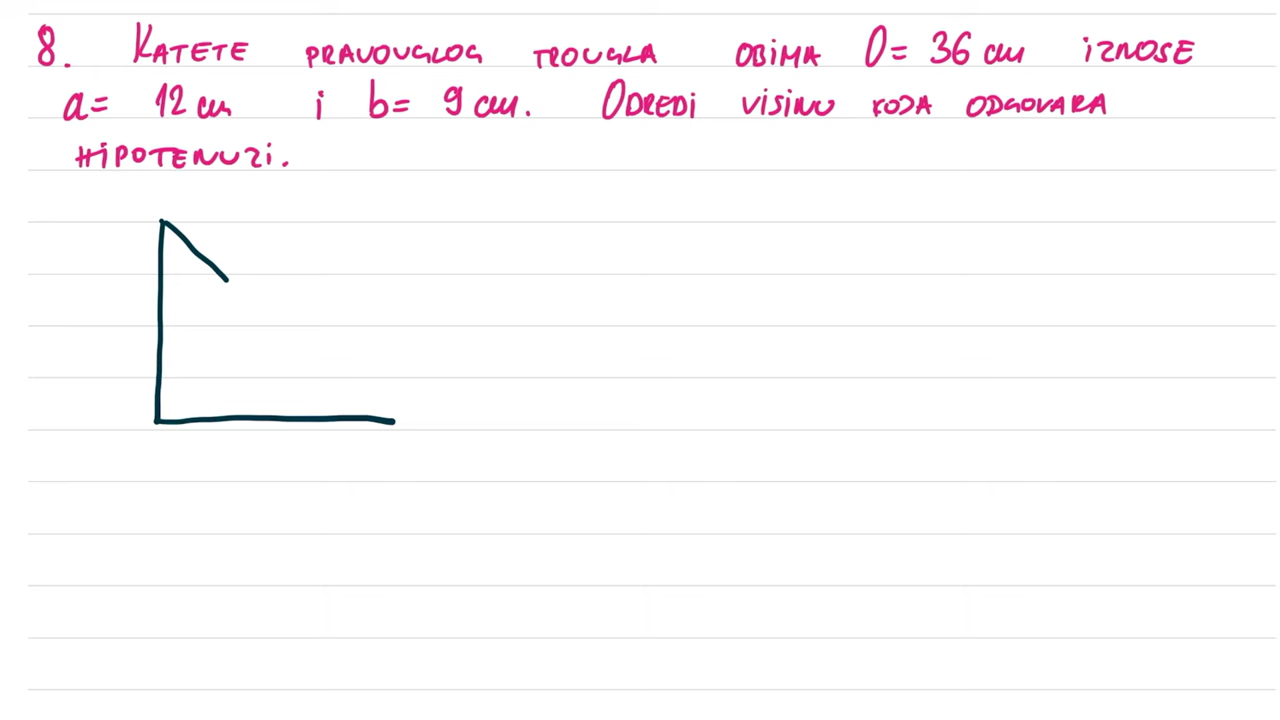 8. KATETE PRAVOUGLOG TROUGLA OBIMA O= 36 cm iZNOSE
a= 12 cm i b= 9 cm. ODREDi VISINU KOJA ODGOVARA
HiPOTENUZi.